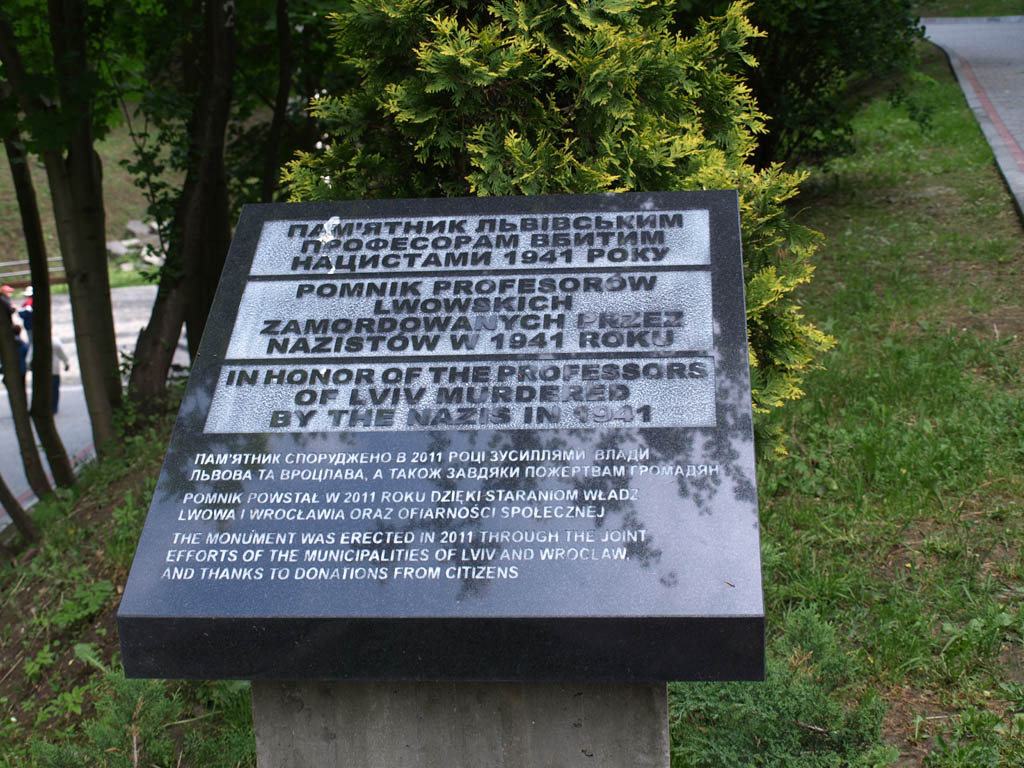 ПАМ'ЯТНИК ЛЬВІВСЬКИМ
ПРОФЕСОРАМ ВБИТИМ
НАЦИСТАМИ 1941 РОКУ
POMNIK PROFESORÓW
LWOWSKICH
ZAMORDOWANYCH PRZEZ
NAZISTÓW W 1941 ROKU
IN HONOR OF THE PROFESSORS
OF LVIV MURDERED
BY THE NAZIS IN 1941
ПАМ'ЯТНИК СПОРУДЖЕНО В 2011 РОЦІ ЗУСИЛЛЯМИ ВЛАДИ
ЛЬВОВА ТА ВРОЦЛАВА, А ТАКОЖ ЗАВДЯКИ ПОЖЕРТВАМ ГРОМАДЯН
POMNIK POWSTAŁ W 2011 ROKU DZIĘKI STARANIOM WŁADZ
LWOWA I WROCŁAWIA ORAZ OFIARNOŚCI SPOŁECZNEJ
THE MONUMENT WAS ERECTED IN 2011 THROUGH THE JOINT
EFFORTS OF THE MUNICIPALITIES OF LVIV AND WROCLAW,
AND THANKS TO DONATIONS FROM CITIZENS